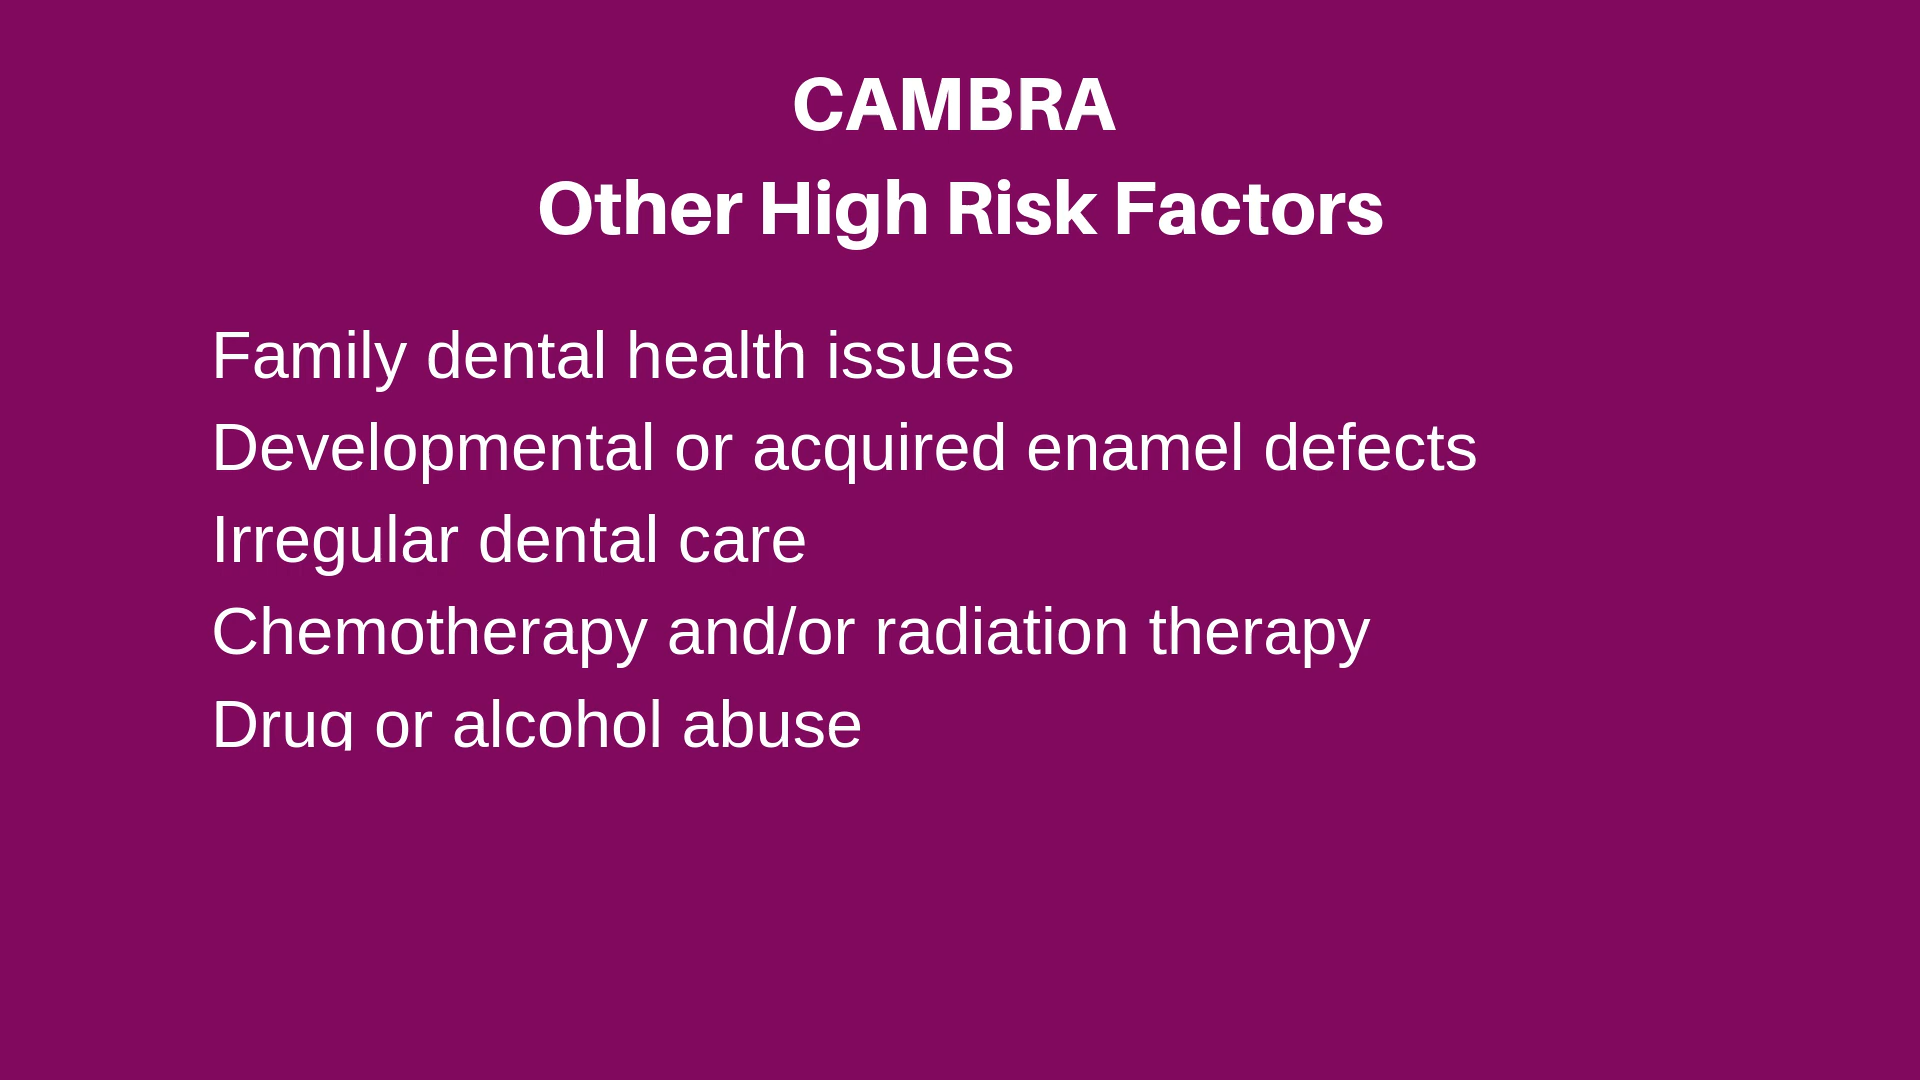 CAMBRA
Other High Risk Factors
Family dental health issues
Developmental or acquired enamel defects
Irregular dental care
Chemotherapy and/or radiation therapy
Drug or alcohol abuse